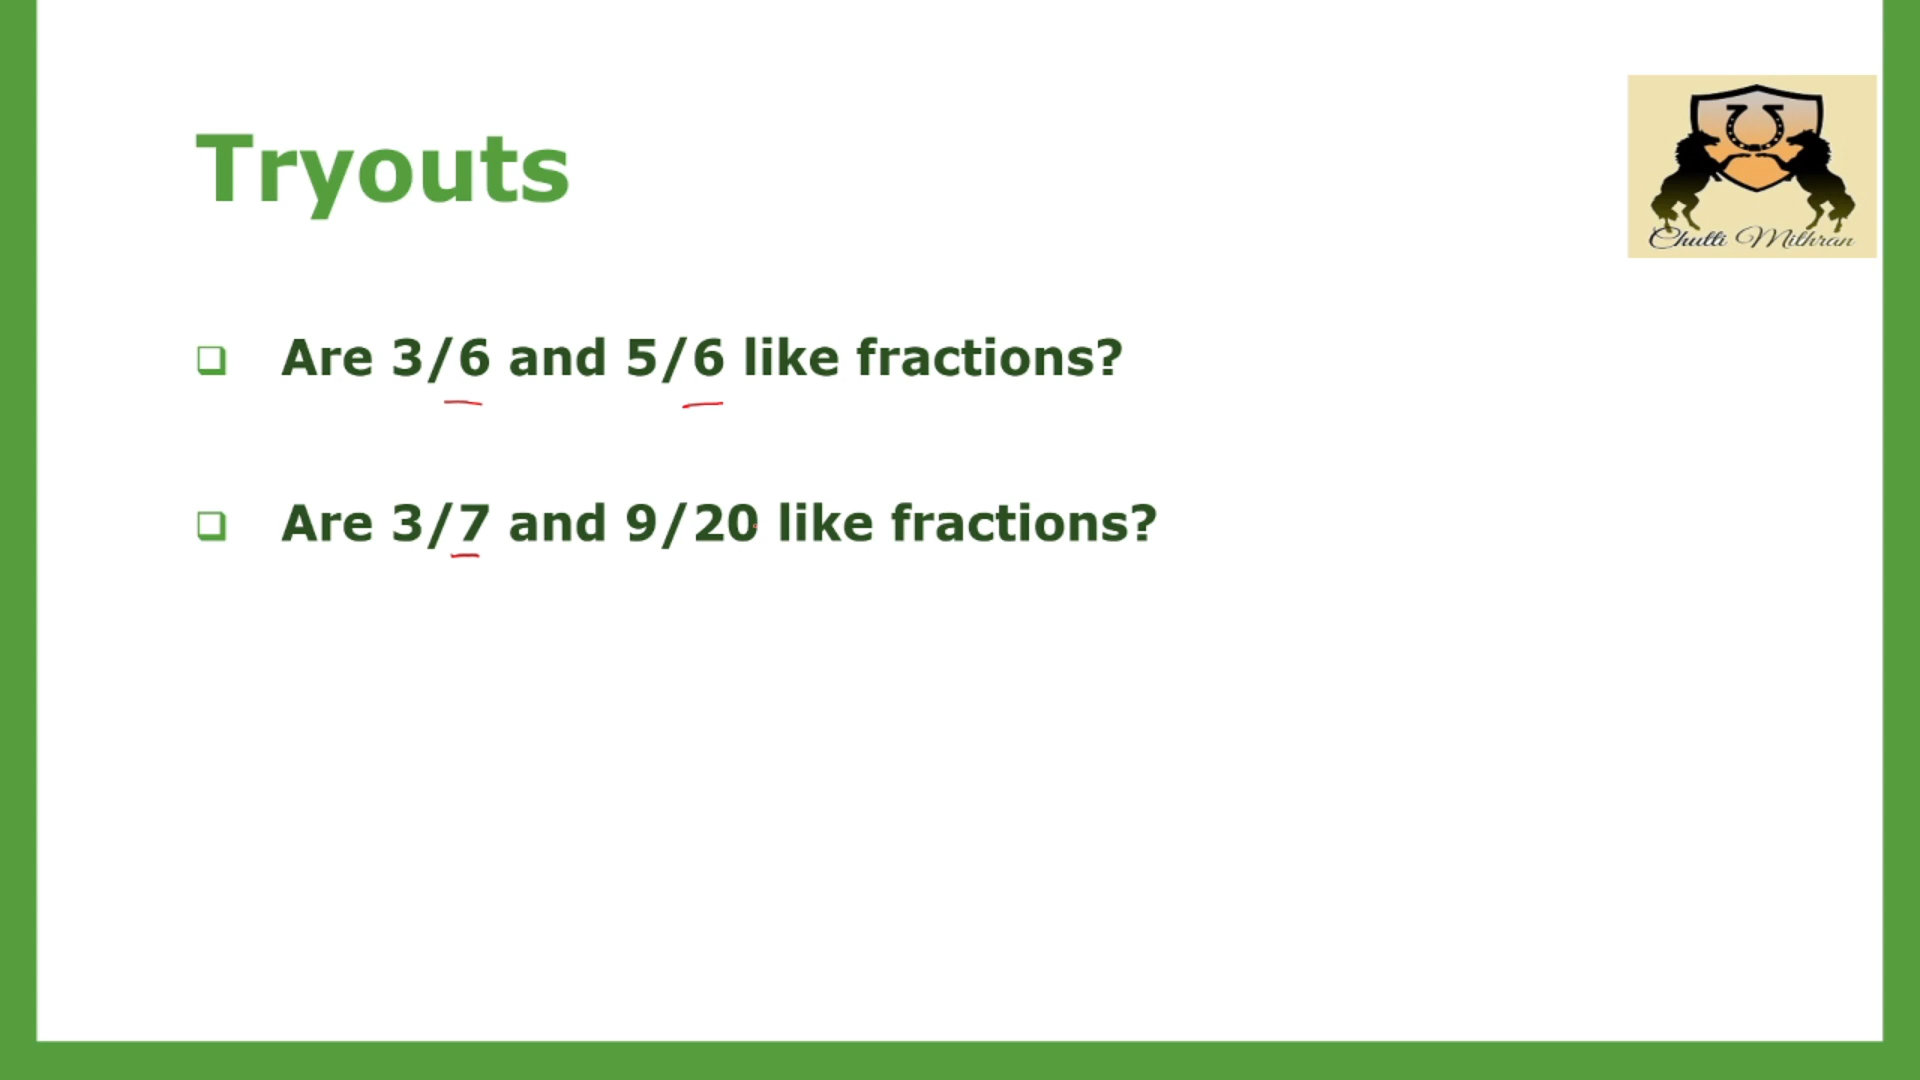 Tryouts
Chutti Mithran
Are 3/6 and 5/6 like fractions?
Are 3/7 and 9/20 like fractions?